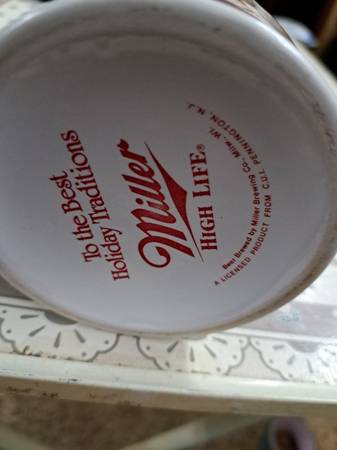 To the Best
Holiday Traditions
Miller
HIGH LIFE®
Beer Brewed by Miller Brewing Co., Milw., WI.
A LICENSED PRODUCT FROM C.U.I. PENNINGTON, N.J.